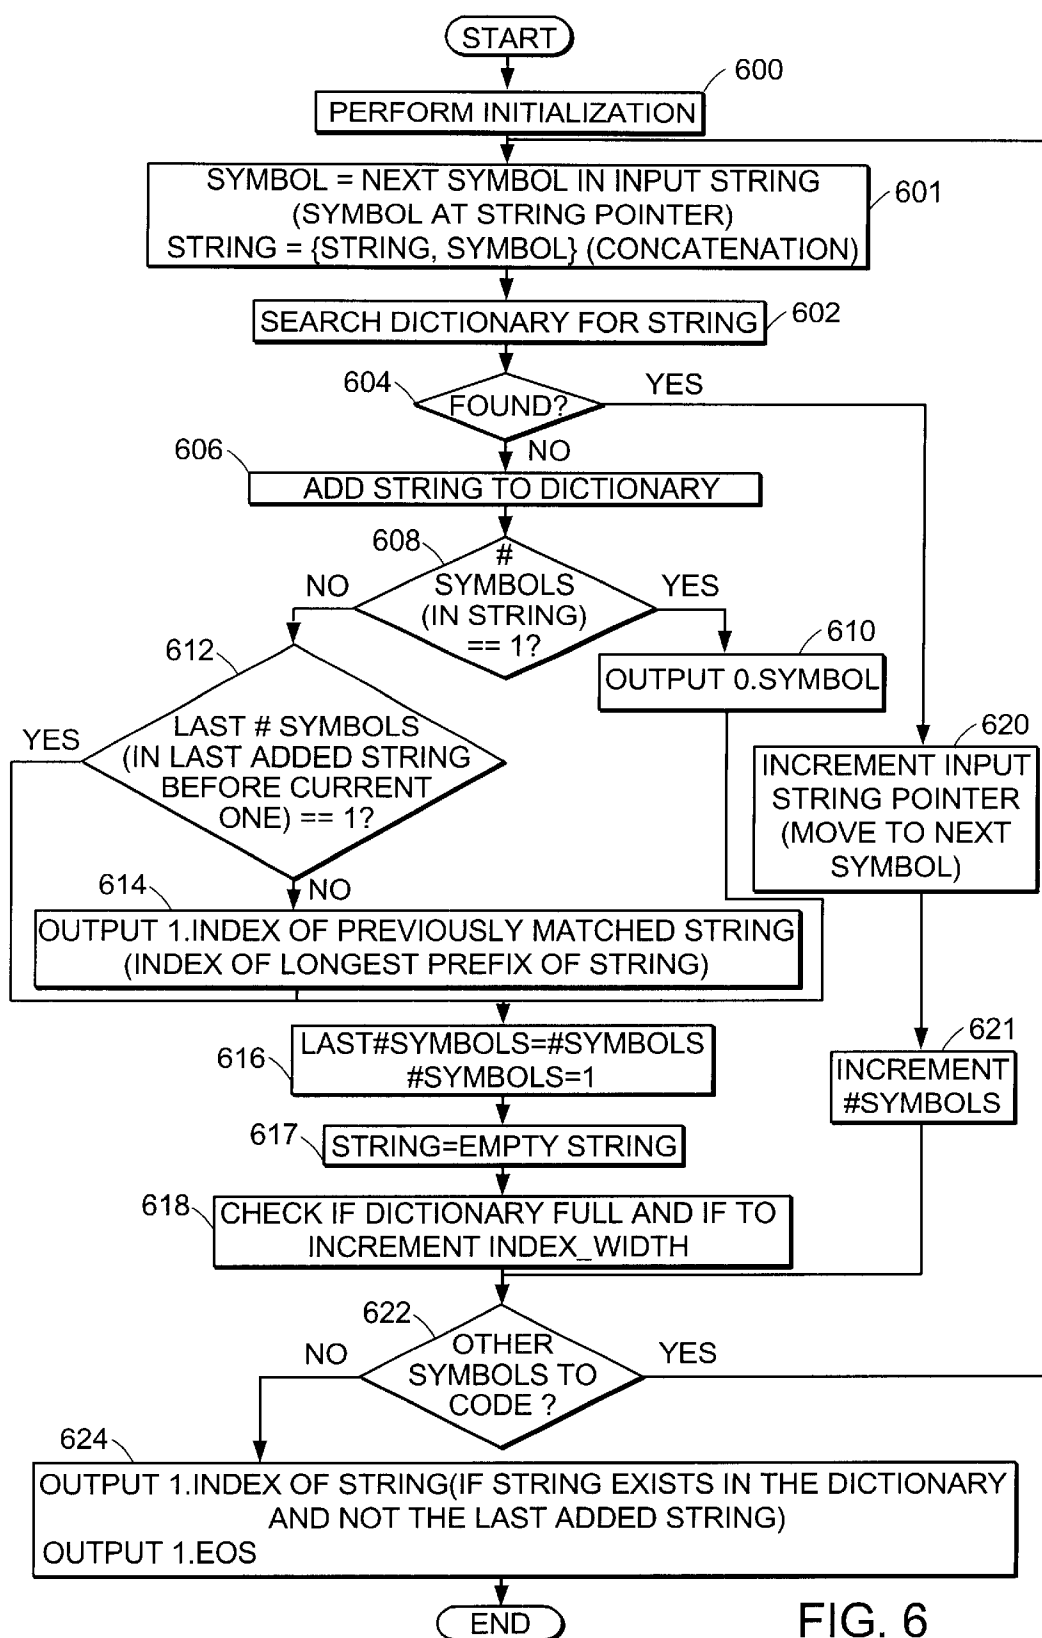 START
600
PERFORM INITIALIZATION
SYMBOL = NEXT SYMBOL IN INPUT STRING
(SYMBOL AT STRING POINTER)
STRING = {STRING, SYMBOL} (CONCATENATION)
601
SEARCH DICTIONARY FOR STRING
602
604
FOUND?
YES
NO
606
ADD STRING TO DICTIONARY
608
#
SYMBOLS
(IN STRING)
== 1?
NO
YES
610
OUTPUT 0.SYMBOL
612
LAST # SYMBOLS
(IN LAST ADDED STRING
BEFORE CURRENT
ONE) == 1?
YES
NO
620
INCREMENT INPUT
STRING POINTER
(MOVE TO NEXT
SYMBOL)
614
OUTPUT 1.INDEX OF PREVIOUSLY MATCHED STRING
(INDEX OF LONGEST PREFIX OF STRING)
616
LAST#SYMBOLS=#SYMBOLS
#SYMBOLS=1
621
INCREMENT
#SYMBOLS
617
STRING=EMPTY STRING
618
CHECK IF DICTIONARY FULL AND IF TO
INCREMENT INDEX_WIDTH
622
OTHER
SYMBOLS TO
CODE ?
NO
YES
624
OUTPUT 1.INDEX OF STRING(IF STRING EXISTS IN THE DICTIONARY
AND NOT THE LAST ADDED STRING)
OUTPUT 1.EOS
END
FIG. 6